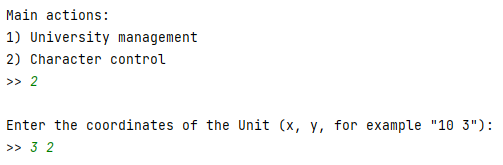 Main actions:
1) University management
2) Character control
>> 2
Enter the coordinates of the Unit (x, y, for example "10 3"):
>> 3 2